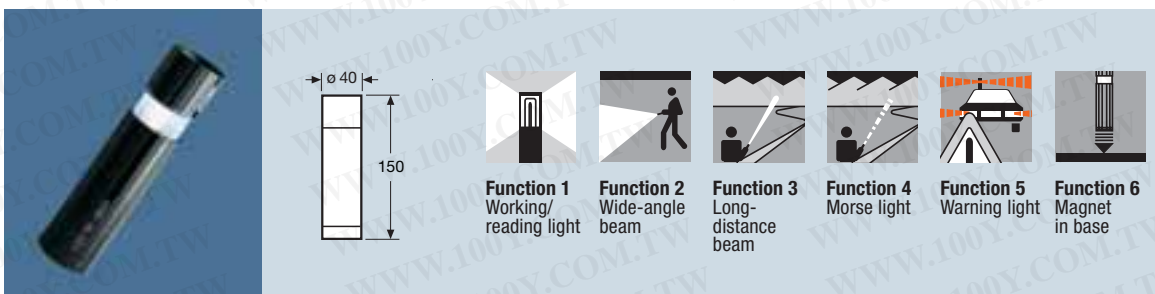 ø 40
150
Function 1
Working/
reading light
Function 2
Wide-angle
beam
Function 3
Long-
distance
beam
Function 4
Morse light
Function 5
Warning light
Function 6
Magnet
in base
WWW.100Y.COM.TW